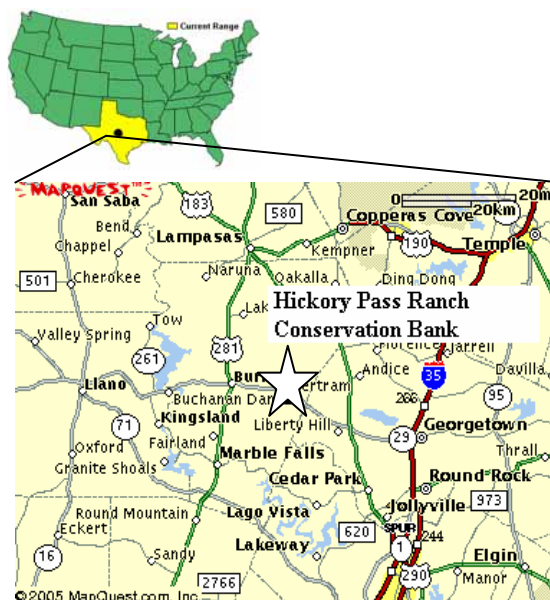 Current Range
MAPQUEST™
San Saba
183
580
0
20m
20km
Copperas Cove
Bend
Chappel
Lampasas
Kempner
190
Temple
501
Cherokee
Naruna
Oakalla
Ding Dong
Hickory Pass Ranch
Conservation Bank
Tow
Valley Spring
261
281
Jarrell
35
Andice
Davilla
Llano
Buchanan Dam
ertram
266
95
Kingsland
71
Fairland
Liberty Hill
29
Georgetown
Oxford
Granite Shoals
Marble Falls
Thrall
Cedar Park
Round Rock
973
Round Mountain
Lago Vista
Jollyville
Eckert
620
SPUR
1
244
Lakeway
16
Sandy
Elgin
2766
290
Manor
© 2005 MapQuest.com, Inc